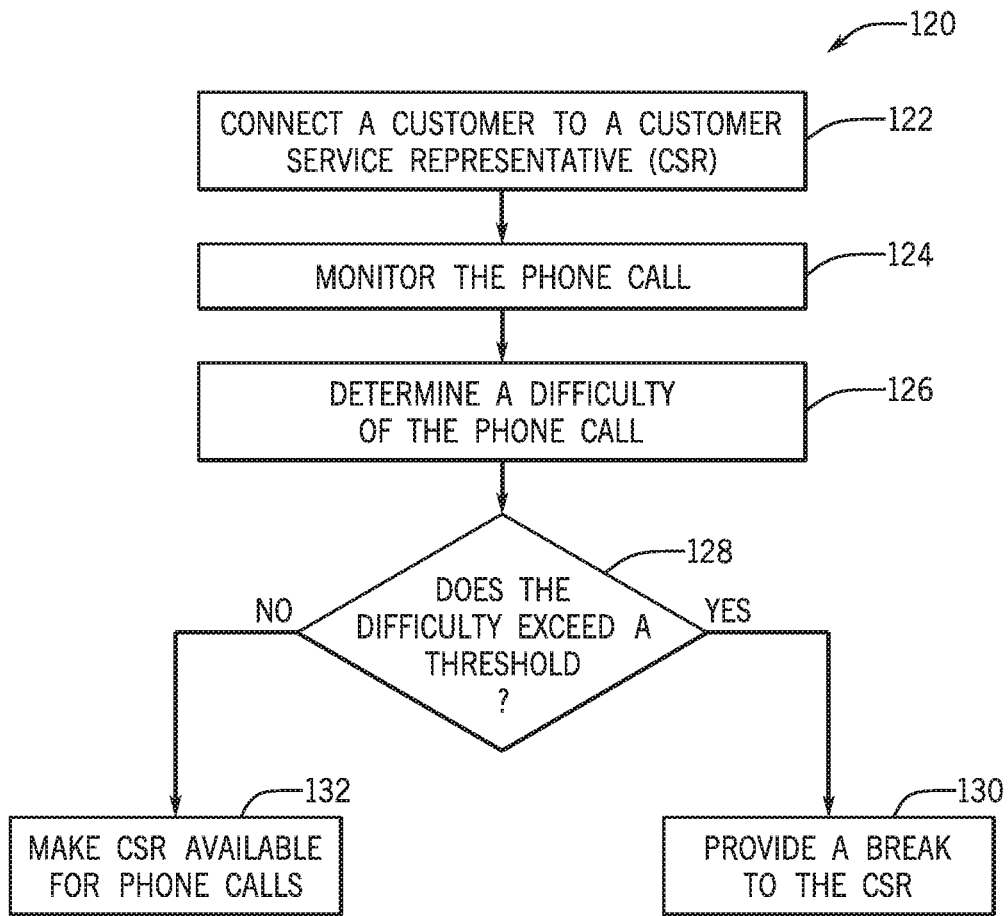 120
CONNECT A CUSTOMER TO A CUSTOMER
SERVICE REPRESENTATIVE (CSR)
122
MONITOR THE PHONE CALL
124
DETERMINE A DIFFICULTY
OF THE PHONE CALL
126
128
DOES THE
DIFFICULTY EXCEED A
THRESHOLD
?
NO
YES
132
MAKE CSR AVAILABLE
FOR PHONE CALLS
130
PROVIDE A BREAK
TO THE CSR